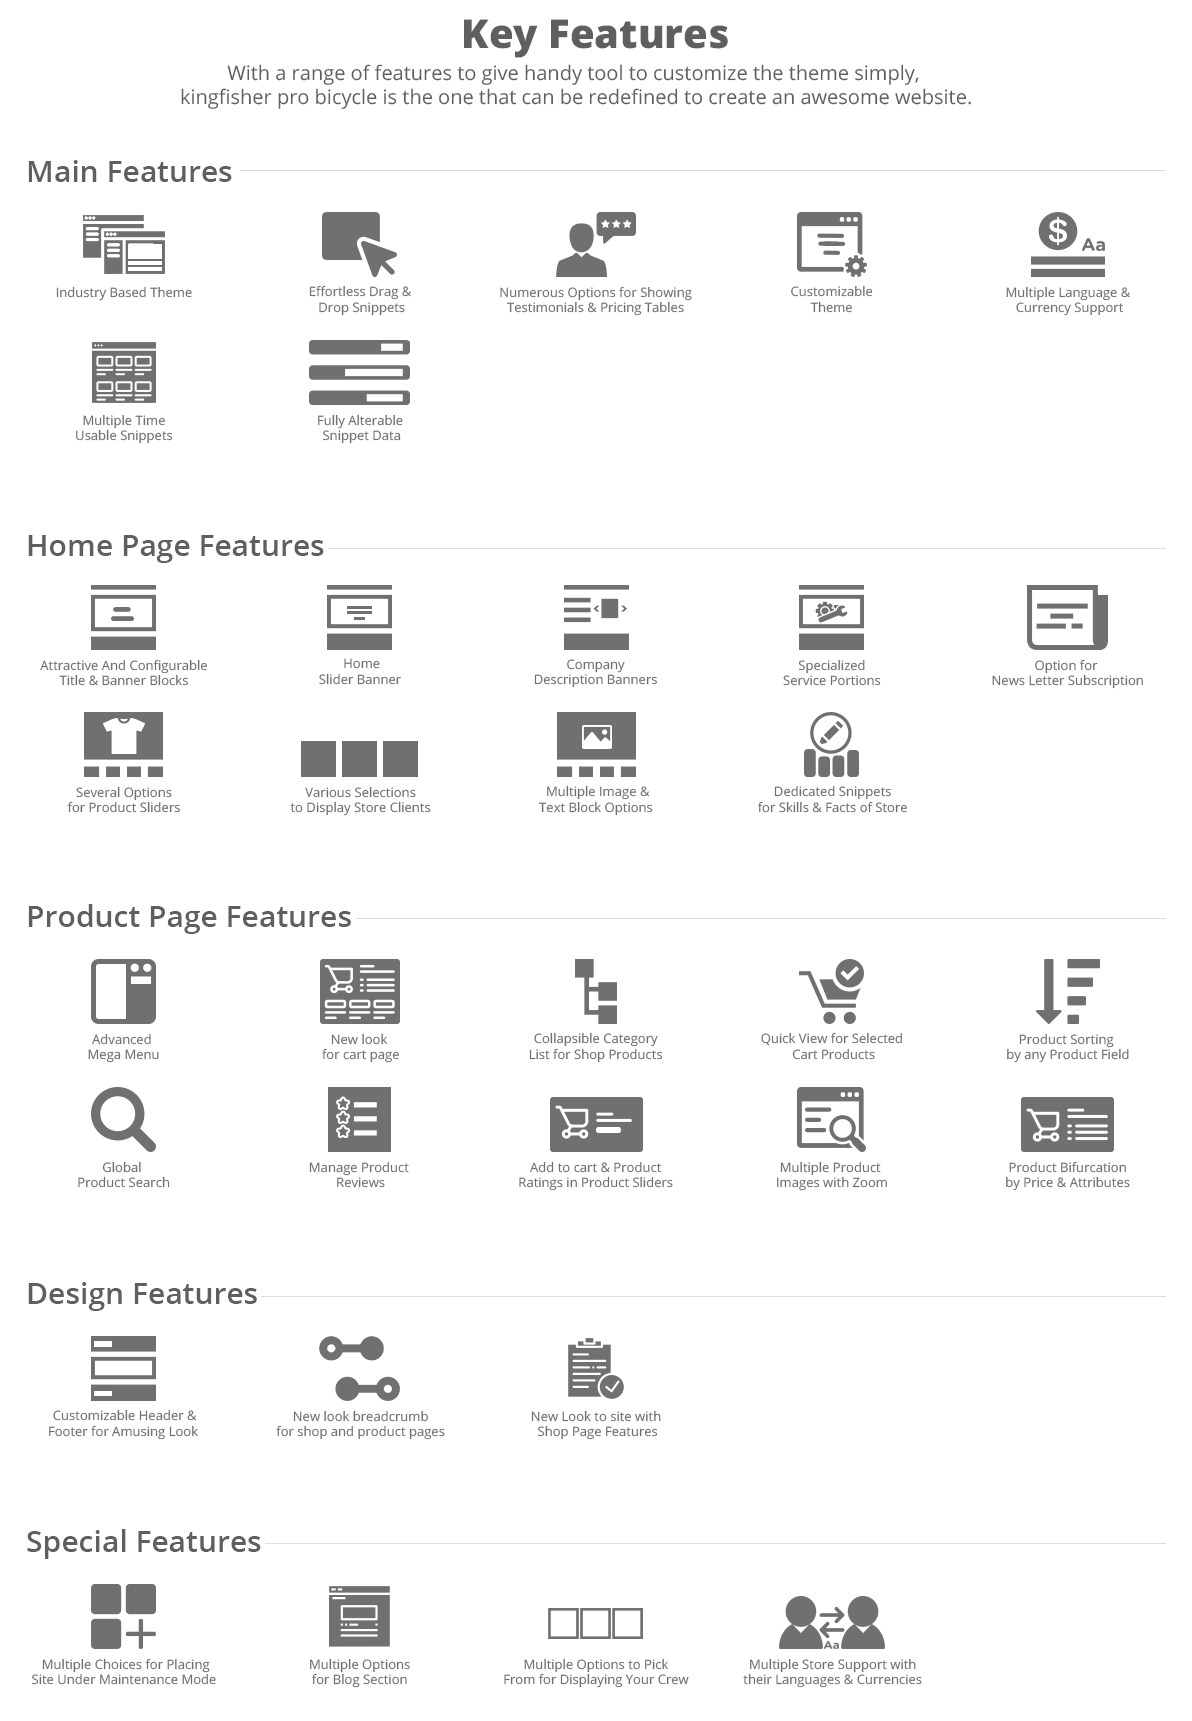 Key Features
With a range of features to give handy tool to customize the theme simply,
kingfisher pro bicycle is the one that can be redefined to create an awesome website.
Main Features
Industry Based Theme
Effortless Drag &
Drop Snippets
Numerous Options for Showing
Testimonials & Pricing Tables
Customizable
Theme
$
Aa
Multiple Language &
Currency Support
Multiple Time
Usable Snippets
Fully Alterable
Snippet Data
Home Page Features
Attractive And Configurable
Title & Banner Blocks
Home
Slider Banner
Company
Description Banners
Specialized
Service Portions
Option for
News Letter Subscription
Several Options
for Product Sliders
Various Selections
to Display Store Clients
Multiple Image &
Text Block Options
Dedicated Snippets
for Skills & Facts of Store
Product Page Features
Advanced
Mega Menu
New look
for cart page
Collapsible Category
List for Shop Products
Quick View for Selected
Cart Products
Product Sorting
by any Product Field
Global
Product Search
Manage Product
Reviews
Add to cart & Product
Ratings in Product Sliders
Multiple Product
Images with Zoom
Product Bifurcation
by Price & Attributes
Design Features
Customizable Header &
Footer for Amusing Look
New look breadcrumb
for shop and product pages
New Look to site with
Shop Page Features
Special Features
Multiple Choices for Placing
Site Under Maintenance Mode
Multiple Options
for Blog Section
Multiple Options to Pick
From for Displaying Your Crew
Aa
Multiple Store Support with
their Languages & Currencies